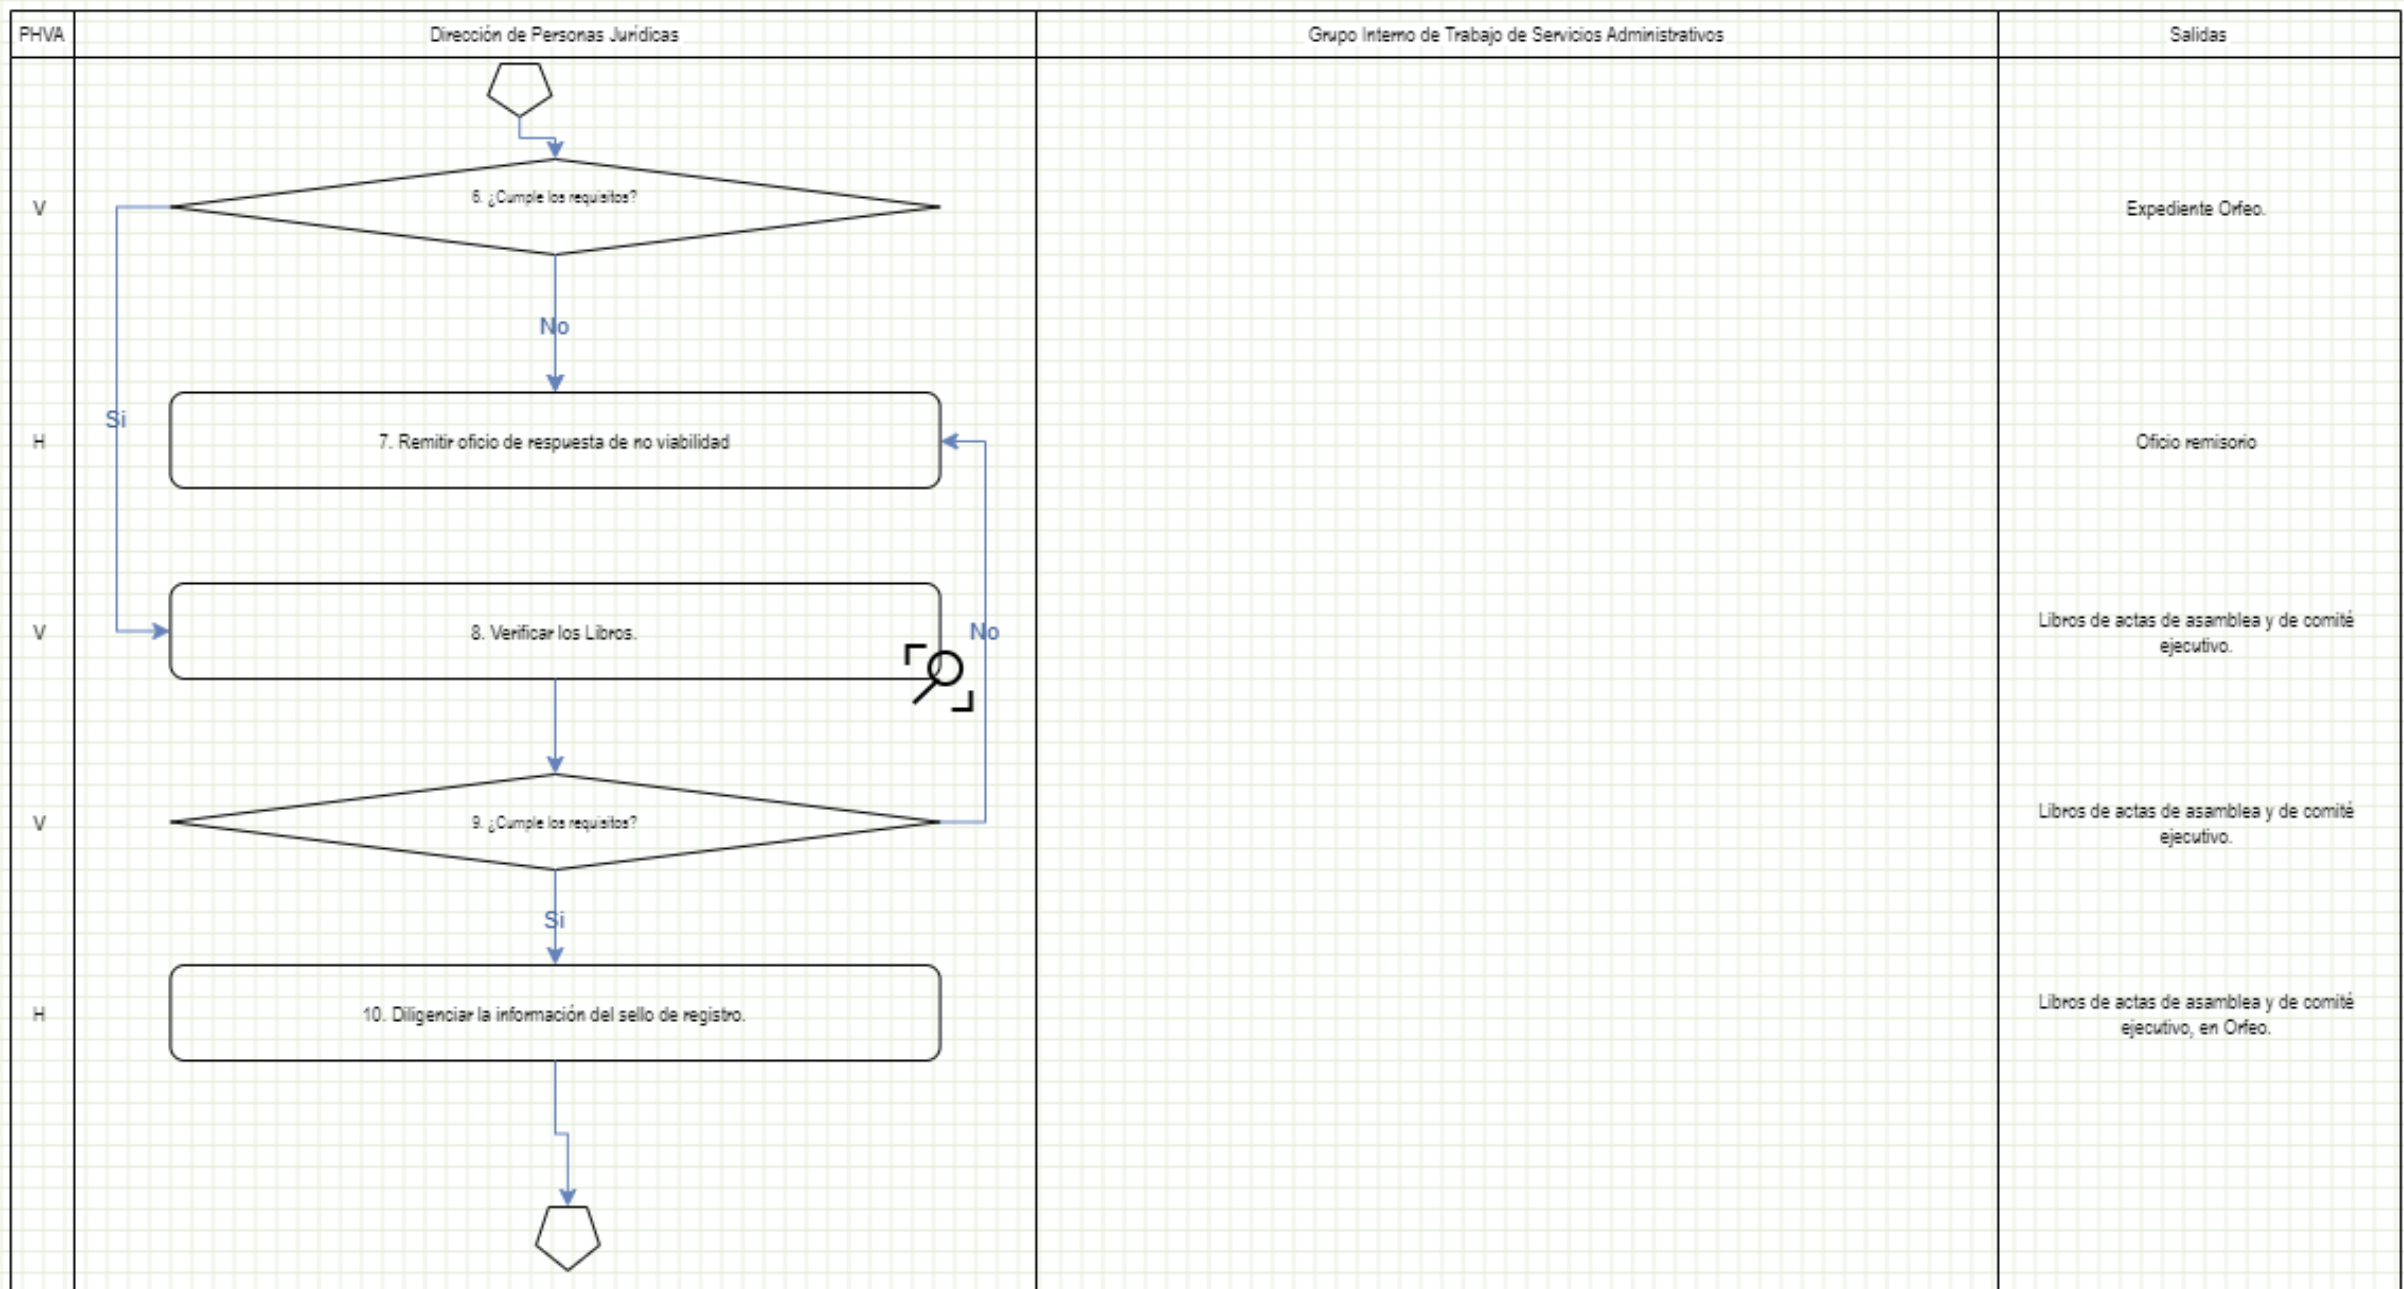 PHVA
Dirección de Personas Jurídicas
Grupo Interno de Trabajo de Servicios Administrativos
Salidas
V
6. ¿Cumple los requisitos?
Expediente Orfeo.
No
Si
H
7. Remitir oficio de respuesta de no viabilidad
Oficio remisorio
V
8. Verificar los Libros.
No
Libros de actas de asamblea y de comité
ejecutivo.
V
9. ¿Cumple los requisitos?
Libros de actas de asamblea y de comité
ejecutivo.
Si
H
10. Diligenciar la información del sello de registro.
Libros de actas de asamblea y de comité
ejecutivo, en Orfeo.